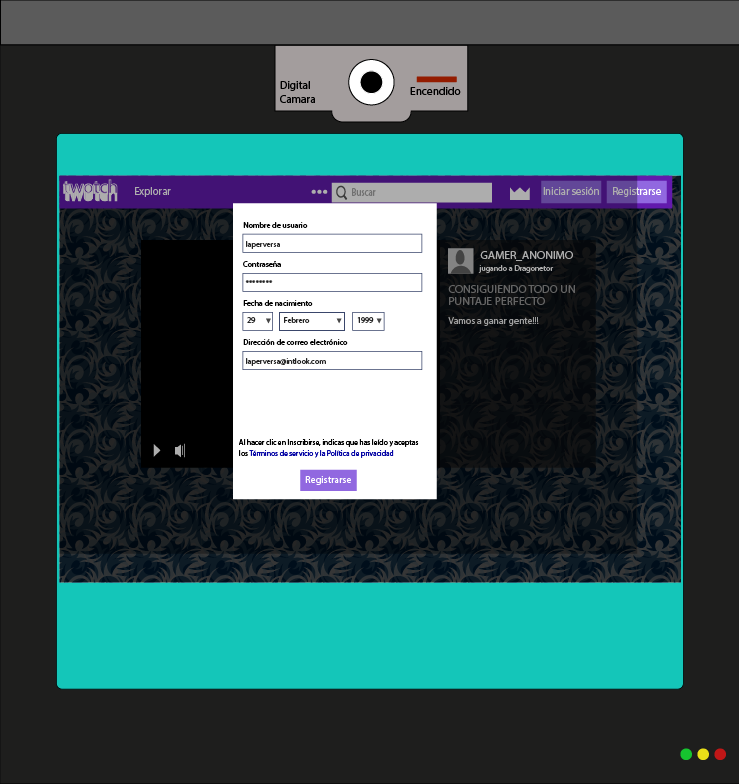 Digital
Camara
Encendido
twotch
Explorar
Buscar
Iniciar sesión
Registrarse
Nombre de usuario
laperversa
Contraseña
********
Fecha de nacimiento
29
Febrero
1999
Dirección de correo electrónico
laperversa@intlook.com
Al hacer clic en Inscribirse, indicas que has leído y aceptas
los Términos de servicio y la Política de privacidad
Registrarse
GAMER_ANONIMO
jugando a Dragonetor
CONSIGUIENDO TODO UN
PUNTAJE PERFECTO
Vamos a ganar gente!!!